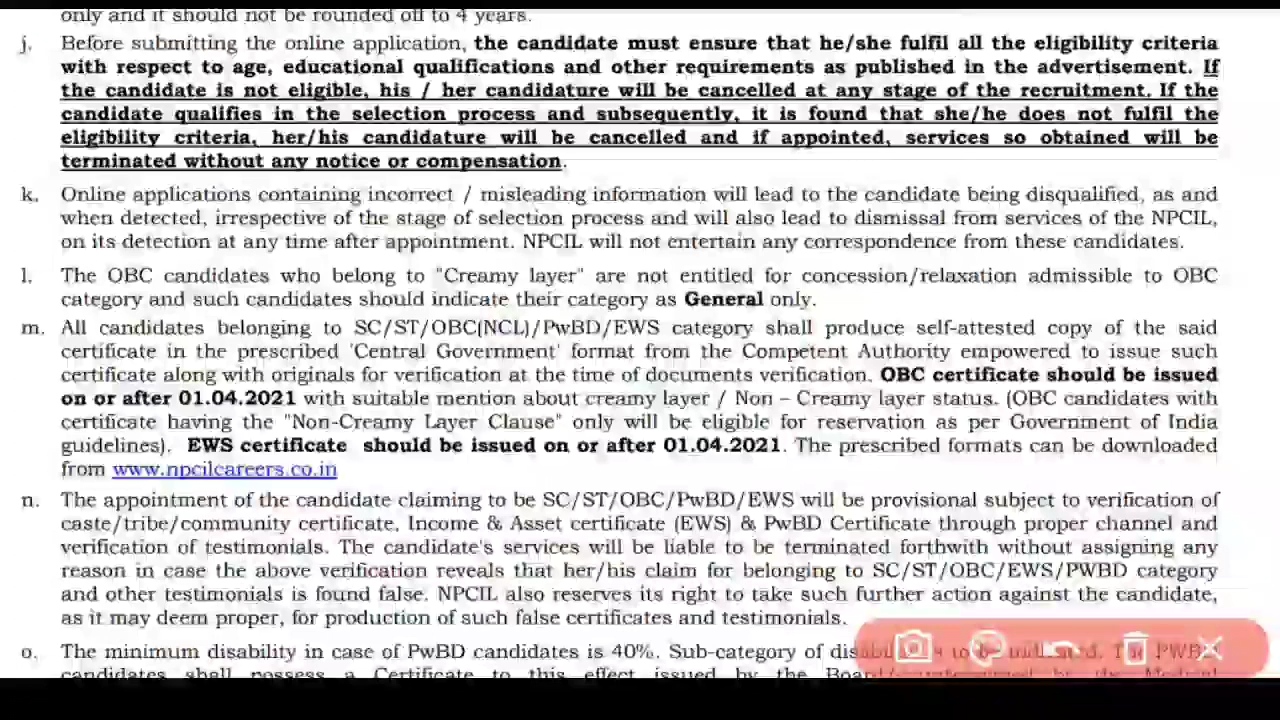 only and it should not be rounded off to 4 years.
j. Before submitting the online application, the candidate must ensure that he/she fulfil all the eligibility criteria
with respect to age, educational qualifications and other requirements as published in the advertisement. If
the candidate is not eligible, his / her candidature will be cancelled at any stage of the recruitment. If the
candidate qualifies in the selection process and subsequently, it is found that she/he does not fulfil the
eligibility criteria, her/his candidature will be cancelled and if appointed, services so obtained will be
terminated without any notice or compensation.
k. Online applications containing incorrect / misleading information will lead to the candidate being disqualified, as and
when detected, irrespective of the stage of selection process and will also lead to dismissal from services of the NPCIL,
on its detection at any time after appointment. NPCIL will not entertain any correspondence from these candidates.
l. The OBC candidates who belong to "Creamy layer" are not entitled for concession/relaxation admissible to OBC
category and such candidates should indicate their category as General only.
m. All candidates belonging to SC/ST/OBC(NCL)/PwBD/EWS category shall produce self-attested copy of the said
certificate in the prescribed 'Central Government' format from the Competent Authority empowered to issue such
certificate along with originals for verification at the time of documents verification. OBC certificate should be issued
on or after 01.04.2021 with suitable mention about creamy layer / Non – Creamy layer status. (OBC candidates with
certificate having the "Non-Creamy Layer Clause" only will be eligible for reservation as per Government of India
guidelines). EWS certificate should be issued on or after 01.04.2021. The prescribed formats can be downloaded
from www.npcilcareers.co.in
n. The appointment of the candidate claiming to be SC/ST/OBC/PwBD/EWS will be provisional subject to verification of
caste/tribe/community certificate, Income & Asset certificate (EWS) & PwBD Certificate through proper channel and
verification of testimonials. The candidate's services will be liable to be terminated forthwith without assigning any
reason in case the above verification reveals that her/his claim for belonging to SC/ST/OBC/EWS/PWBD category
and other testimonials is found false. NPCIL also reserves its right to take such further action against the candidate,
as it may deem proper, for production of such false certificates and testimonials.
o. The minimum disability in case of PwBD candidates is 40%. Sub-category of to be The PWBD
candidates shall possess a Certificate to this effect issued by the Medical